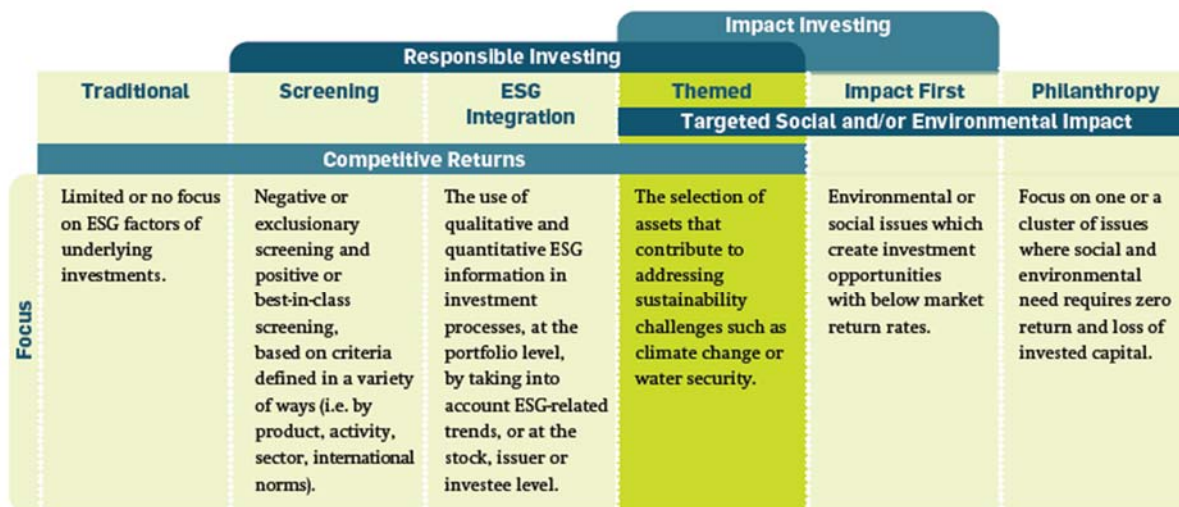 Impact Investing
Responsible Investing
Traditional
Screening
ESG
Integration
Themed
Impact First
Philanthropy
Targeted Social and/or Environmental Impact
Competitive Returns
Focus
Limited or no focus
on ESG factors of
underlying
investments.
Negative or
exclusionary
screening and
positive or
best-in-class
screening,
based on criteria
defined in a variety
of ways (i.e. by
product, activity,
sector, international
norms).
The use of
qualitative and
quantitative ESG
information in
investment
processes, at the
portfolio level,
by taking into
account ESG-related
trends, or at the
stock, issuer or
investee level.
The selection of
assets that
contribute to
addressing
sustainability
challenges such as
climate change or
water security.
Environmental or
social issues which
create investment
opportunities
with below market
return rates.
Focus on one or a
cluster of issues
where social and
environmental
need requires zero
return and loss of
invested capital.